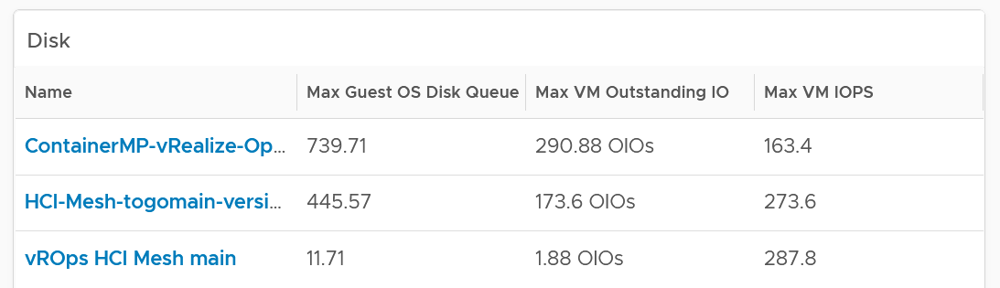 Disk
Name Max Guest OS Disk Queue Max VM Outstanding IO Max VM IOPS
ContainerMP-vRealize-Op... 739.71 290.88 OIOs 163.4
HCI-Mesh-togomain-versi... 445.57 173.6 OIOs 273.6
vROps HCI Mesh main 11.71 1.88 OIOs 287.8